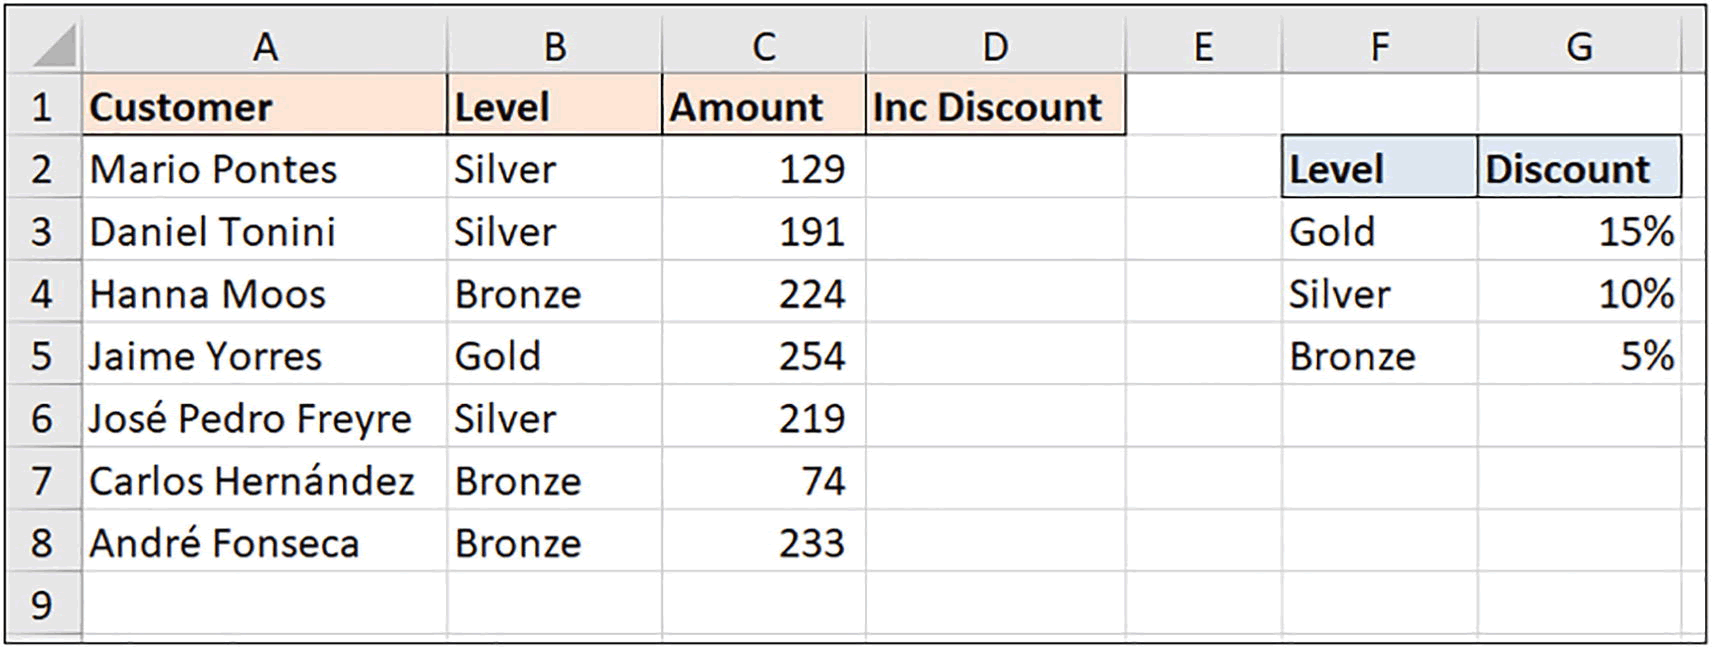 A B C D E F G
1 Customer Level Amount Inc Discount
2 Mario Pontes Silver 129 Level Discount
3 Daniel Tonini Silver 191 Gold 15%
4 Hanna Moos Bronze 224 Silver 10%
5 Jaime Yorres Gold 254 Bronze 5%
6 José Pedro Freyre Silver 219
7 Carlos Hernández Bronze 74
8 André Fonseca Bronze 233
9